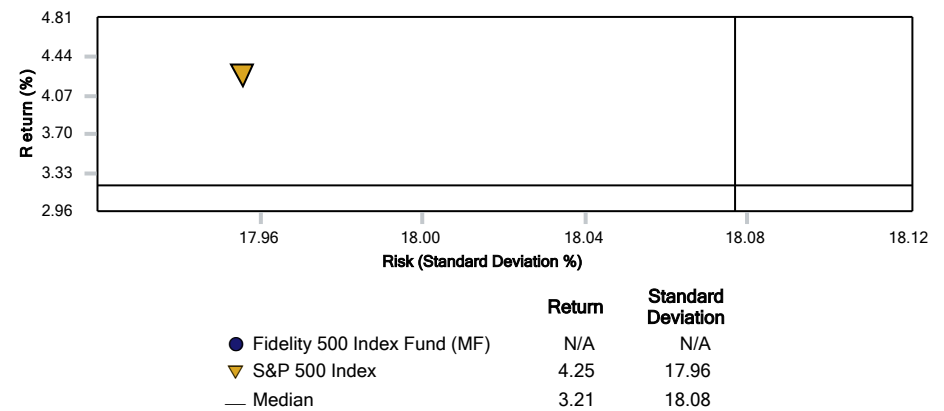 4.81
4.44
4.07
3.70
3.33
2.96
Return (%)
17.96 18.00 18.04 18.08 18.12
Risk (Standard Deviation %)
Return Standard Deviation
Fidelity 500 Index Fund (MF) N/A N/A
S&P 500 Index 4.25 17.96
Median 3.21 18.08